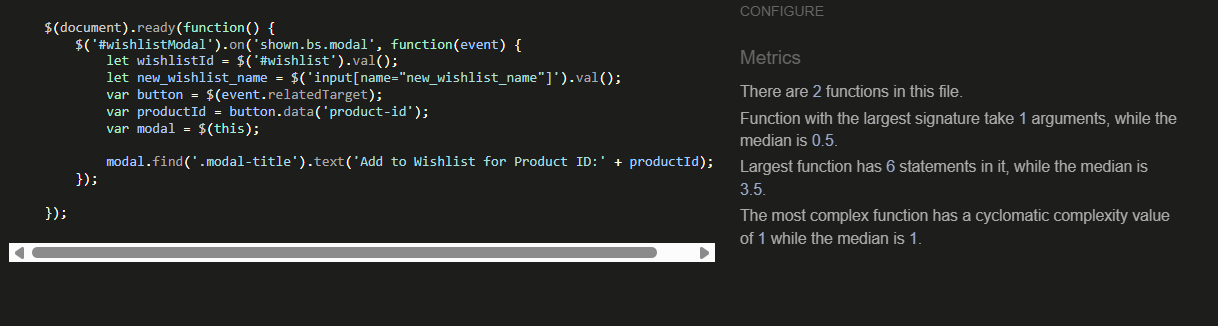 $(document).ready(function() {
    $('#wishlistModal').on('shown.bs.modal', function(event) {
        let wishlistId = $('#wishlist').val();
        let new_wishlist_name = $('input[name="new_wishlist_name"]').val();
        var button = $(event.relatedTarget);
        var productId = button.data('product-id');
        var modal = $(this);

        modal.find('.modal-title').text('Add to Wishlist for Product ID:' + productId);
    });

});
CONFIGURE
Metrics
There are 2 functions in this file.
Function with the largest signature take 1 arguments, while the
median is 0.5.
Largest function has 6 statements in it, while the median is
3.5.
The most complex function has a cyclomatic complexity value
of 1 while the median is 1.